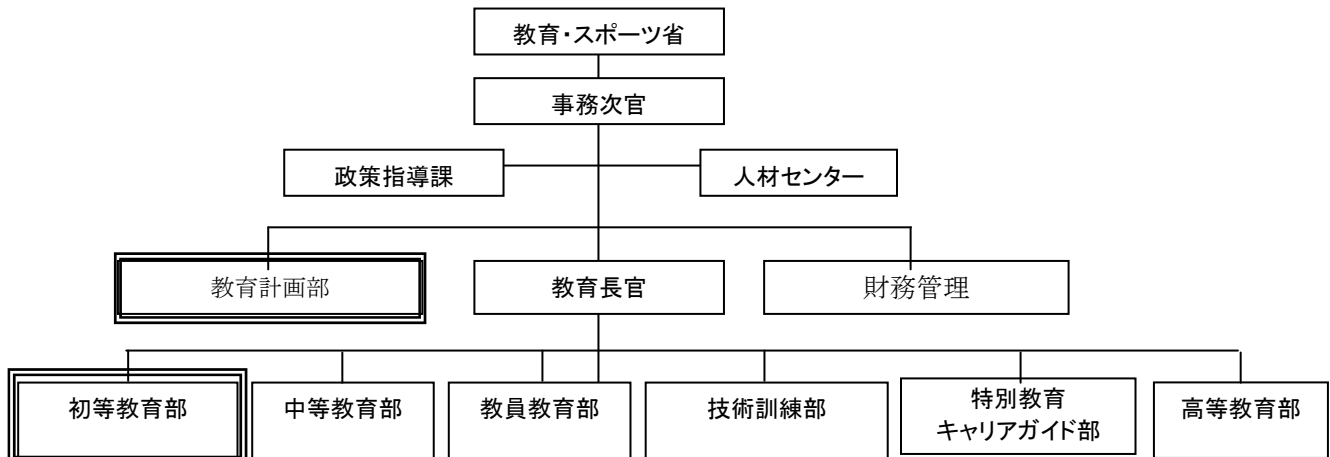 教育・スポーツ省
事務次官
政策指導課
人材センター
教育計画部
教育長官
財務管理
初等教育部
中等教育部
教員教育部
技術訓練部
特別教育
キャリアガイド部
高等教育部